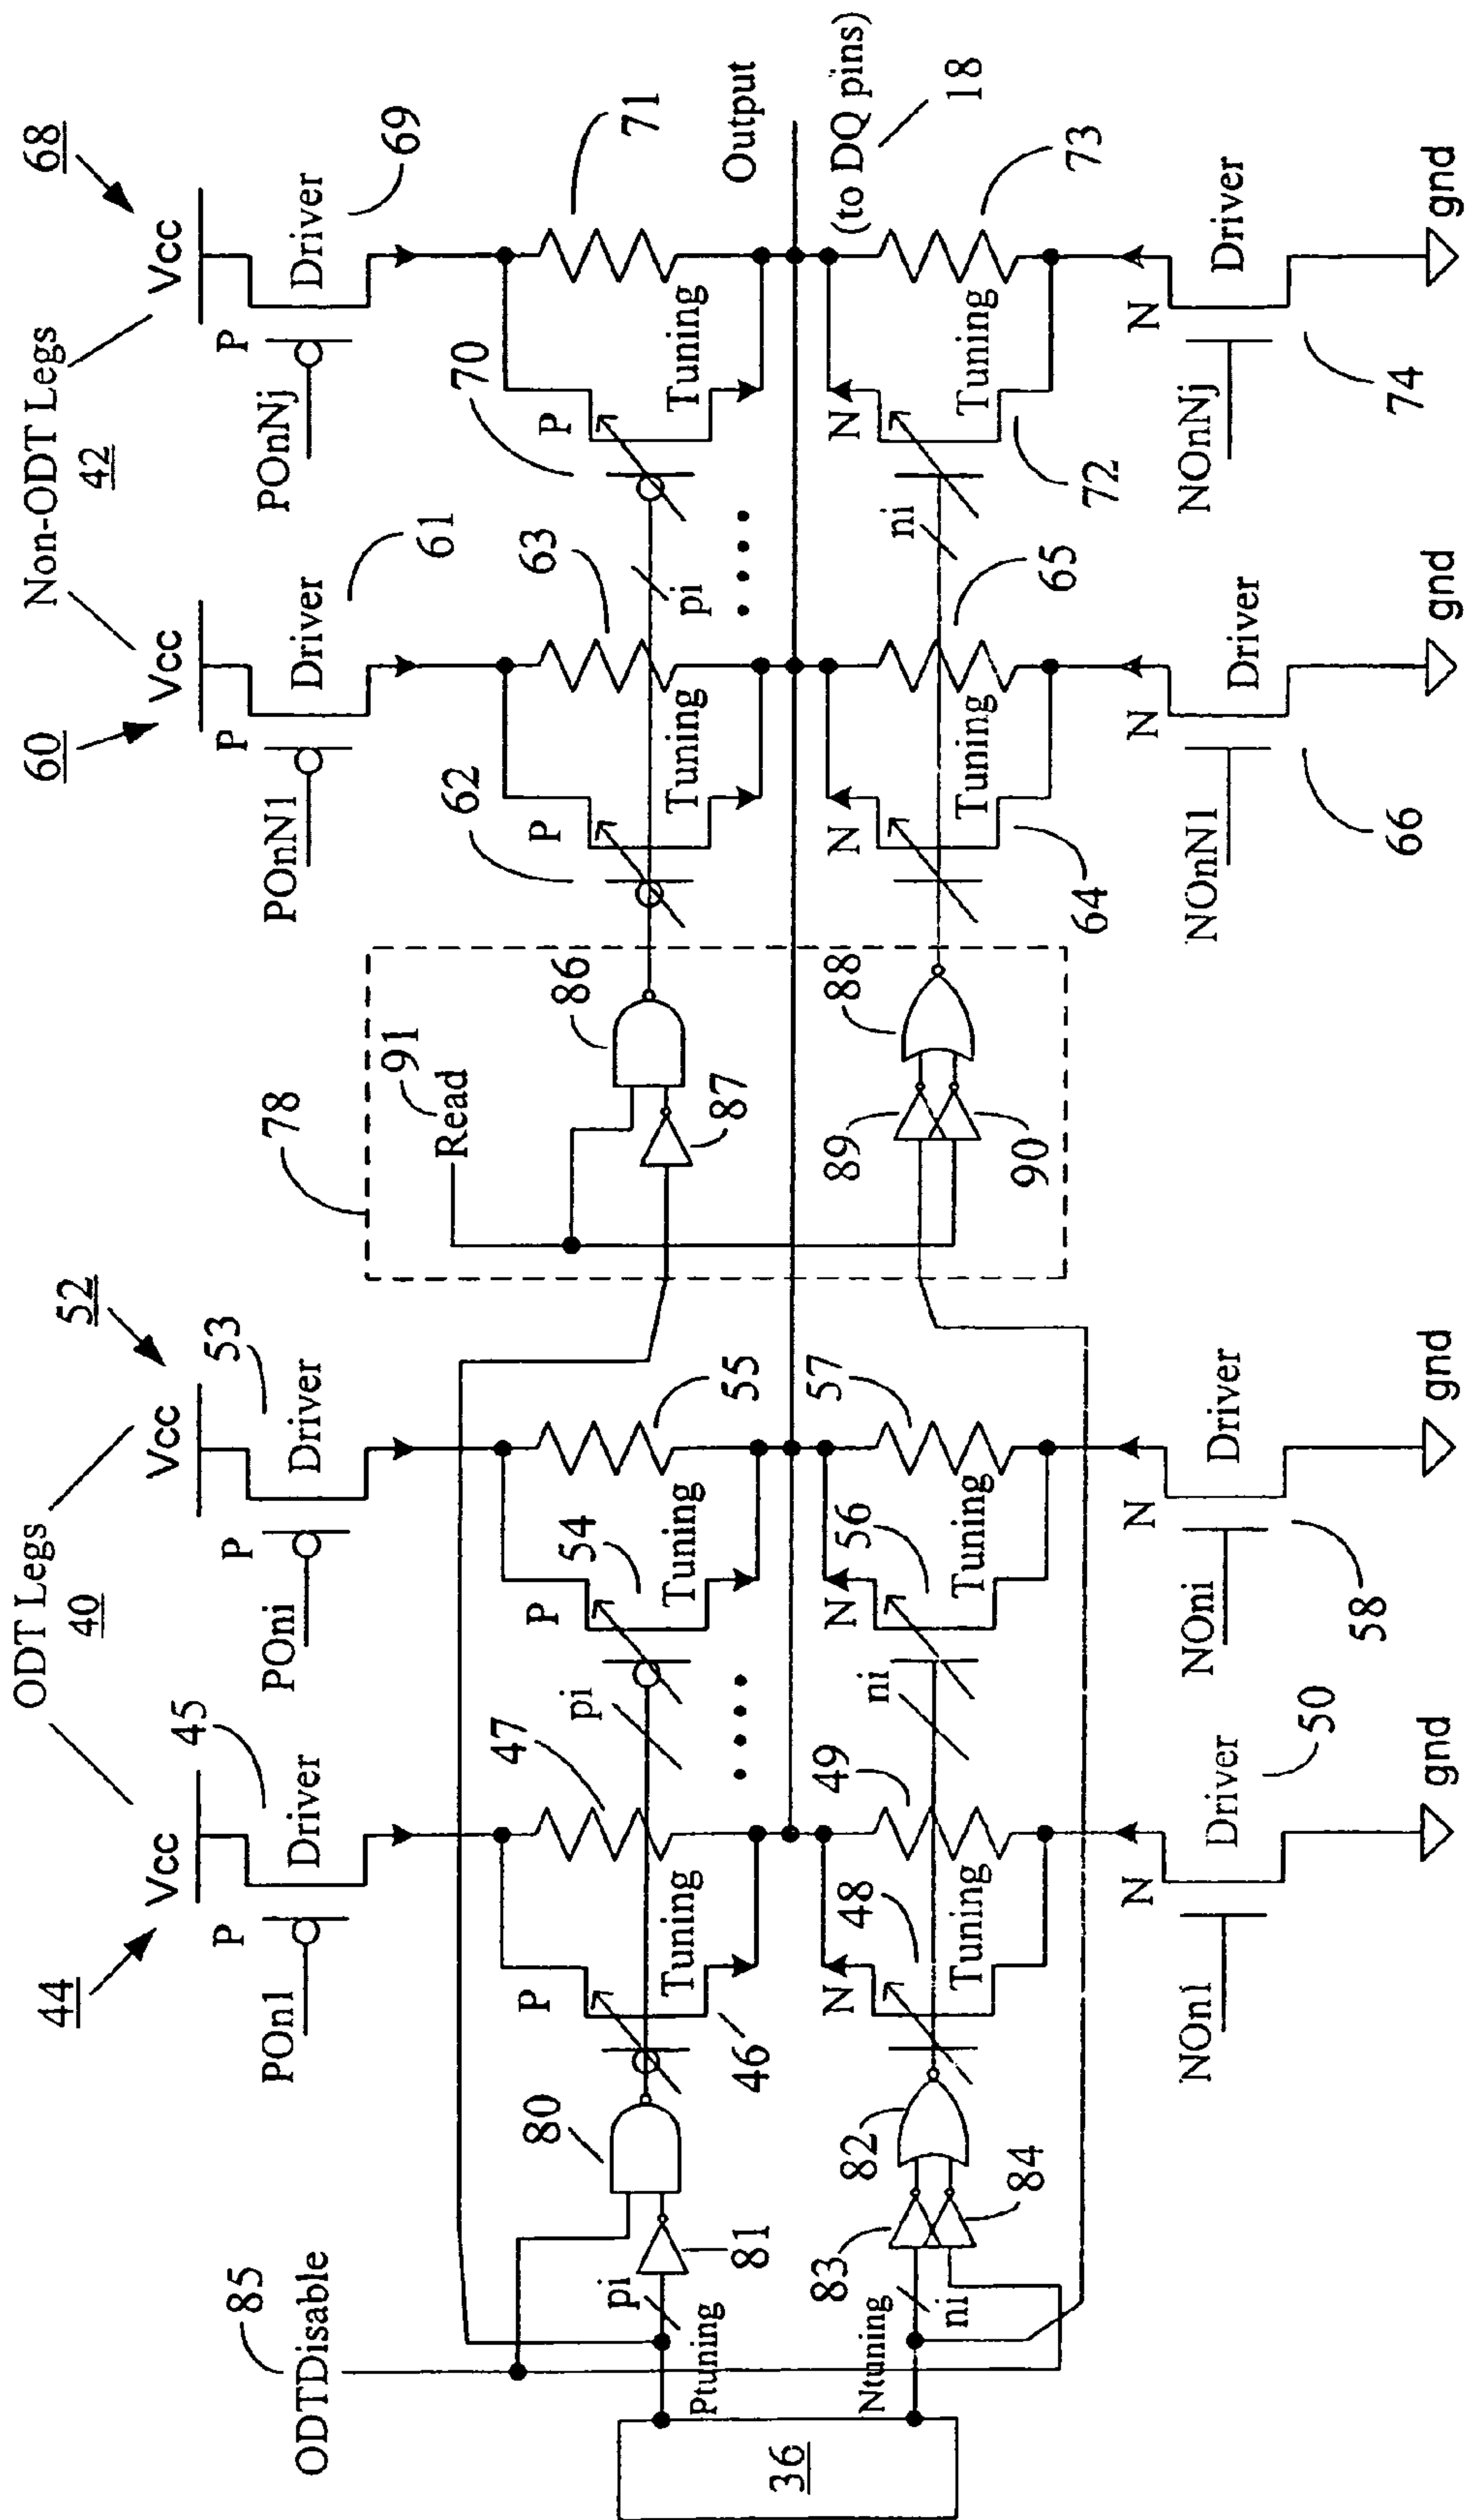 ODT Legs
40
Non-ODT Legs
42
44
52
60
68
Vcc
Vcc
Vcc
Vcc
45
53
61
69
85
ODTDisable
POn1
P
Driver
POni
P
Driver
POnN1
P
Driver
POnNj
P
Driver
78
91
Read
80
81
pi
Ptuning
P
46
Tuning
47
pi
P
54
Tuning
55
86
87
62
P
Tuning
63
pi
70
P
Tuning
71
36
Output
(to DQ pins)
18
Ntuning
ni
83
82
84
N
48
Tuning
49
ni
N
56
Tuning
57
89
88
90
N
64
Tuning
65
ni
N
72
Tuning
73
NOn1
N
Driver
50
NOni
N
Driver
58
NOnN1
N
Driver
66
NOnNj
N
Driver
74
gnd
gnd
gnd
gnd